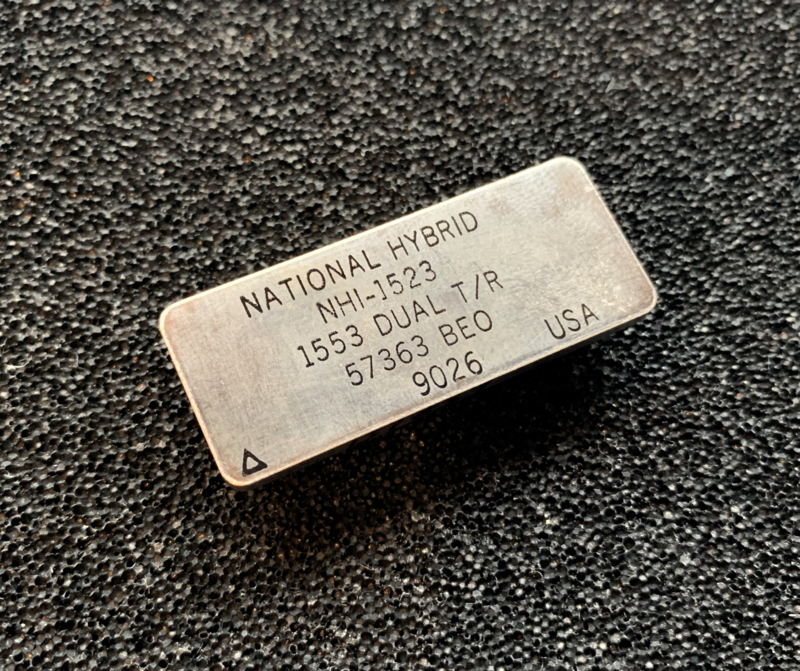 NATIONAL HYBRID
NHI-1523
1553 DUAL T/R
57363 BEO
9026
USA